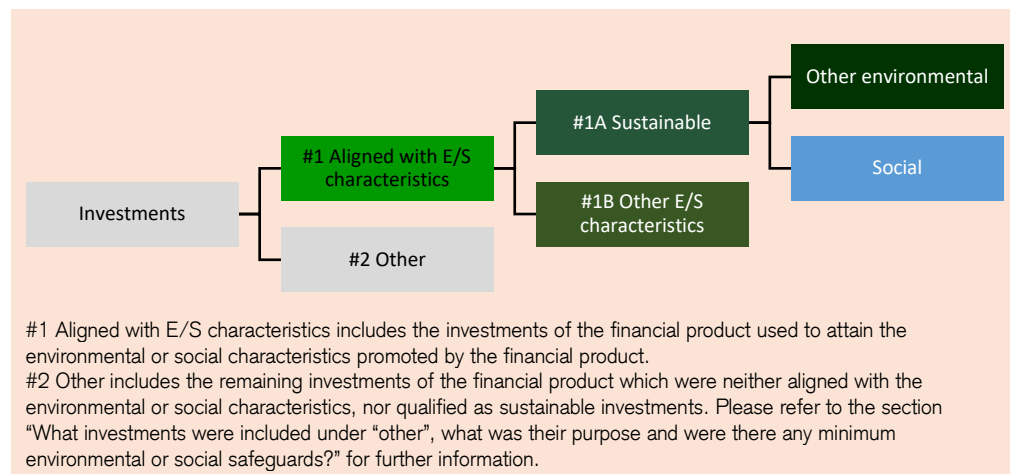 Other environmental
#1A Sustainable
#1 Aligned with E/S
characteristics
Social
Investments
#1B Other E/S
characteristics
#2 Other
#1 Aligned with E/S characteristics includes the investments of the financial product used to attain the
environmental or social characteristics promoted by the financial product.
#2 Other includes the remaining investments of the financial product which were neither aligned with the
environmental or social characteristics, nor qualified as sustainable investments. Please refer to the section
“What investments were included under “other”, what was their purpose and were there any minimum
environmental or social safeguards?” for further information.